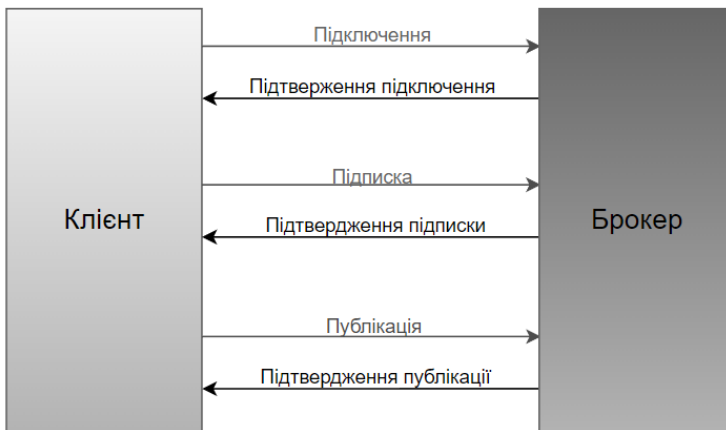 Підключення
Підтверження підключення
Підписка
Клієнт
Підтвердження підписки
Брокер
Публікація
Підтвердження публікації